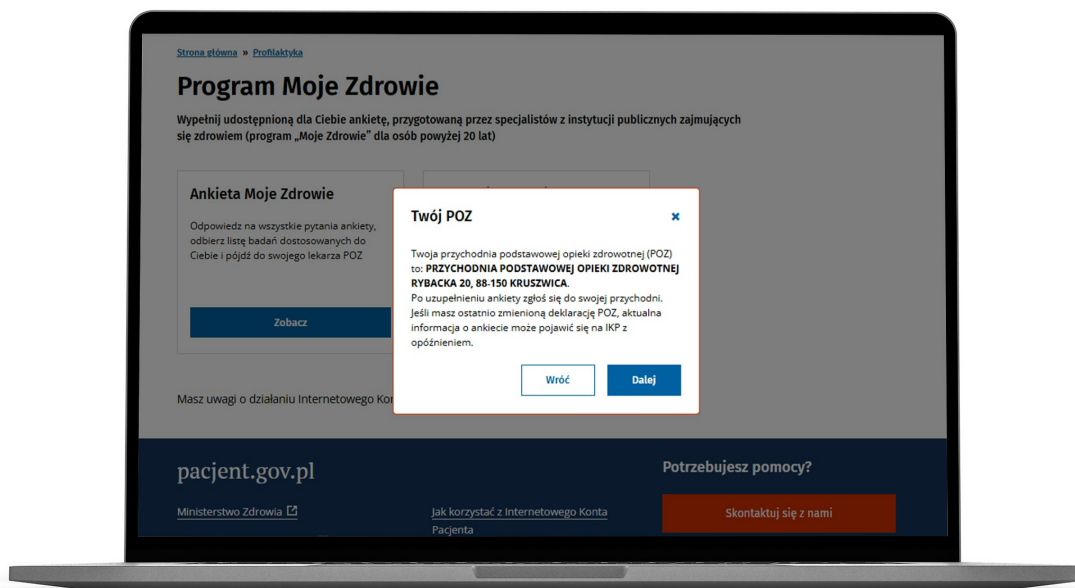 Strona główna » Profilaktyka
Program Moje Zdrowie
Wypełnij udostępnioną dla Ciebie ankietę, przygotowaną przez specjalistów z instytucji publicznych zajmujących
się zdrowiem (program „Moje Zdrowie" dla osób powyżej 20 lat)
Ankieta Moje Zdrowie
Odpowiedz na wszystkie pytania ankiety,
odbierz listę badań dostosowanych do
Ciebie i pójdź do swojego lekarza POZ
Zobacz
Twój POZ
Twoja przychodnia podstawowej opieki zdrowotnej (POZ)
to: PRZYCHODNIA PODSTAWOWEJ OPIEKI ZDROWOTNEJ
RYBACKA 20, 88-150 KRUSZWICA.
Po uzupełnieniu ankiety zgłoś się do swojej przychodni.
Jeśli masz ostatnio zmienioną deklarację POZ, aktualna
informacja o ankiecie może pojawić się na IKP z
opóźnieniem.
Wróć
Dalej
Masz uwagi o działaniu Internetowego
pacjent.gov.pl
Ministerstwo Zdrowia
Jak korzystać z Internetowego Konta
Pacjenta
Potrzebujesz pomocy?
Skontaktuj się z nami